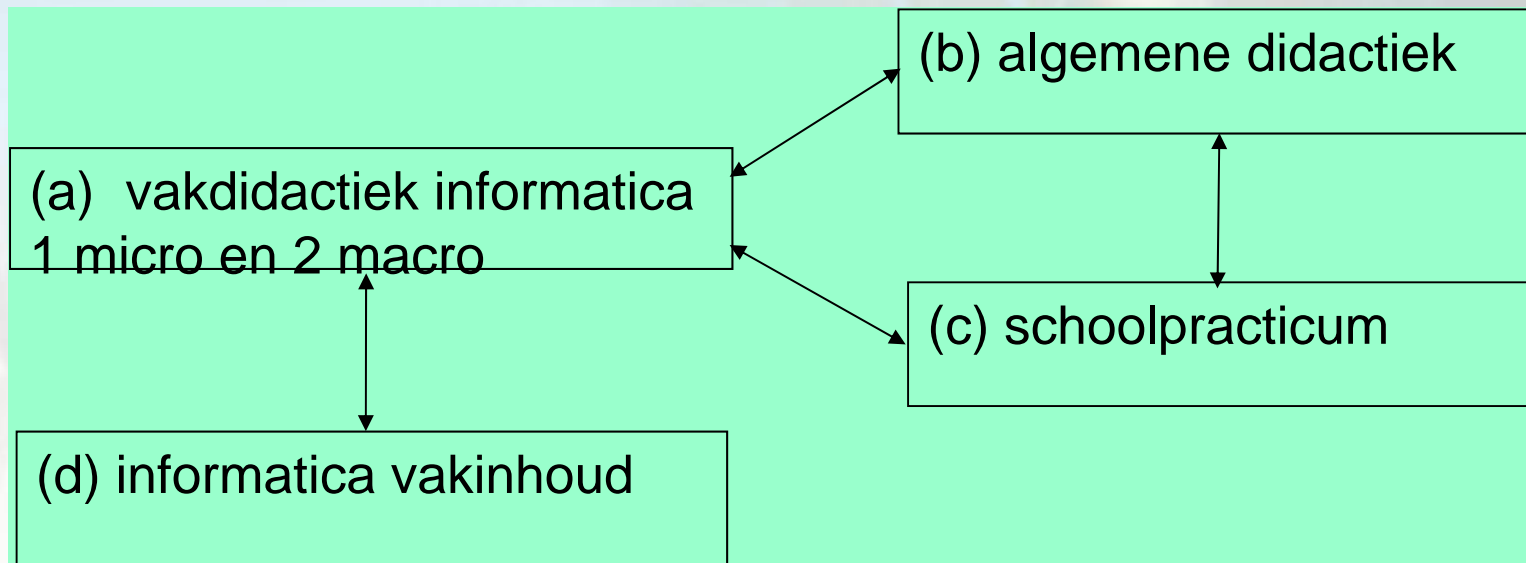 (b) algemene didactiek
(a) vakdidactiek informatica
1 micro en 2 macro
(c) schoolpracticum
(d) informatica vakinhoud